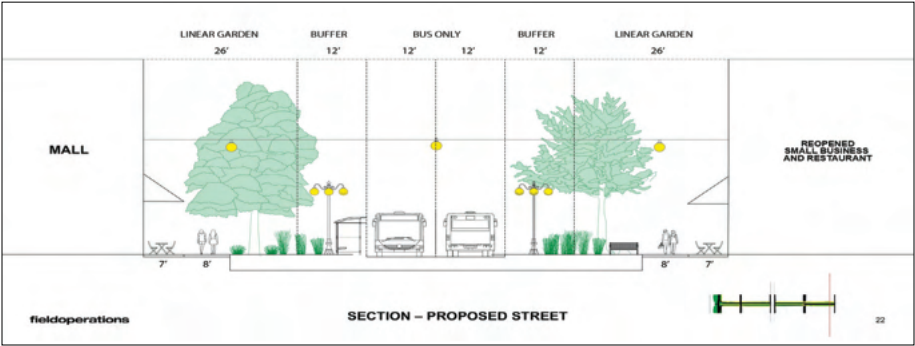 LINEAR GARDEN BUFFER BUS ONLY BUFFER LINEAR GARDEN
26' 12' 12' 12' 12' 26'
MALL
REOPENED
SMALL BUSINESS
AND RESTAURANT
7' 8' 8' 7'
fieldoperations
SECTION – PROPOSED STREET
22